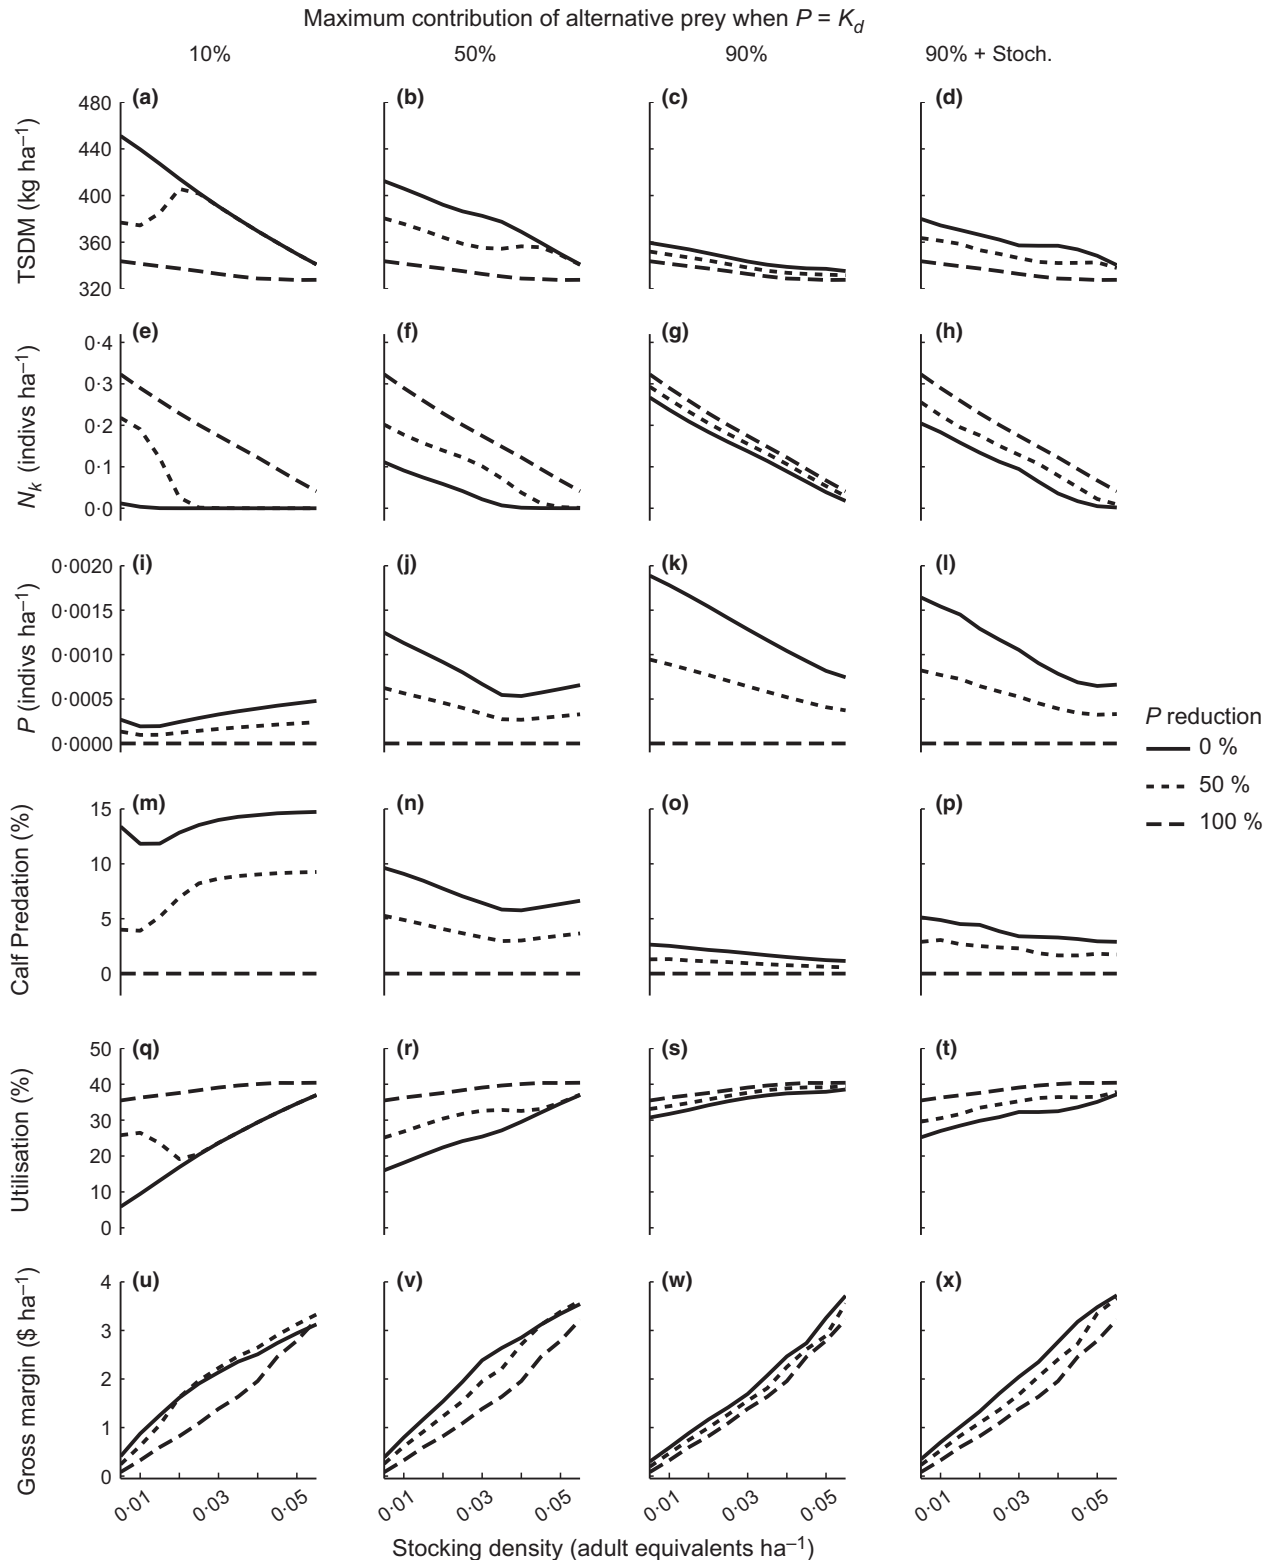 Maximum contribution of alternative prey when P = Kd
10% 50% 90% 90% + Stoch.
(a) (b) (c) (d)
TSDM (kg ha–1)
480
440
400
360
320
(e) (f) (g) (h)
Nk (indivs ha–1)
0·4
0·3
0·2
0·1
0·0
(i) (j) (k) (l)
P (indivs ha–1)
0·0020
0·0015
0·0010
0·0005
0·0000
P reduction
0 %
50 %
100 %
(m) (n) (o) (p)
Calf Predation (%)
15
10
5
0
(q) (r) (s) (t)
Utilisation (%)
50
40
30
20
10
0
(u) (v) (w) (x)
Gross margin ($ ha–1)
4
3
2
1
0
0·01 0·03 0·05 0·01 0·03 0·05 0·01 0·03 0·05 0·01 0·03 0·05
Stocking density (adult equivalents ha–1)